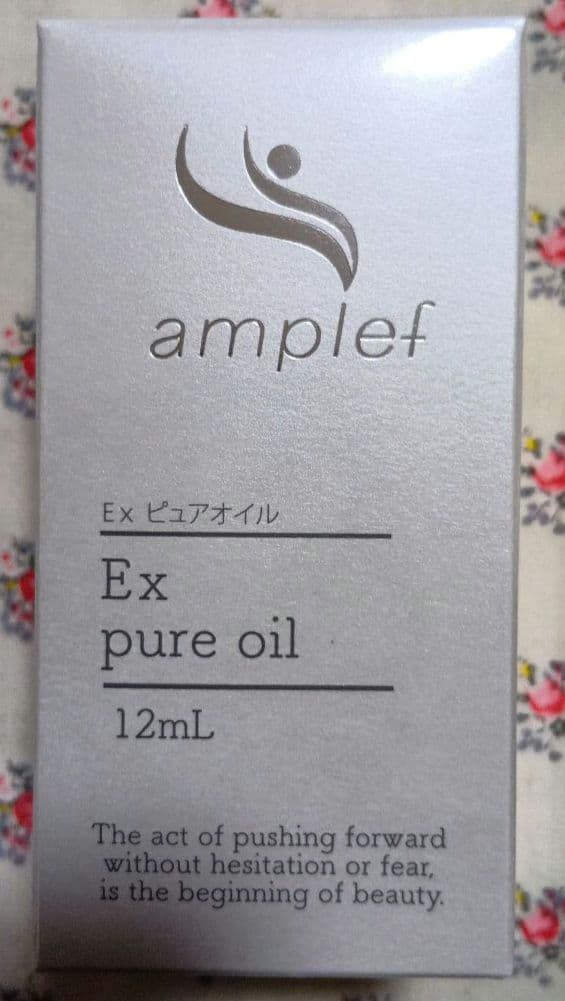 amplef
Ex ピュアオイル
Ex
pure oil
12mL
The act of pushing forward
without hesitation or fear,
is the beginning of beauty.